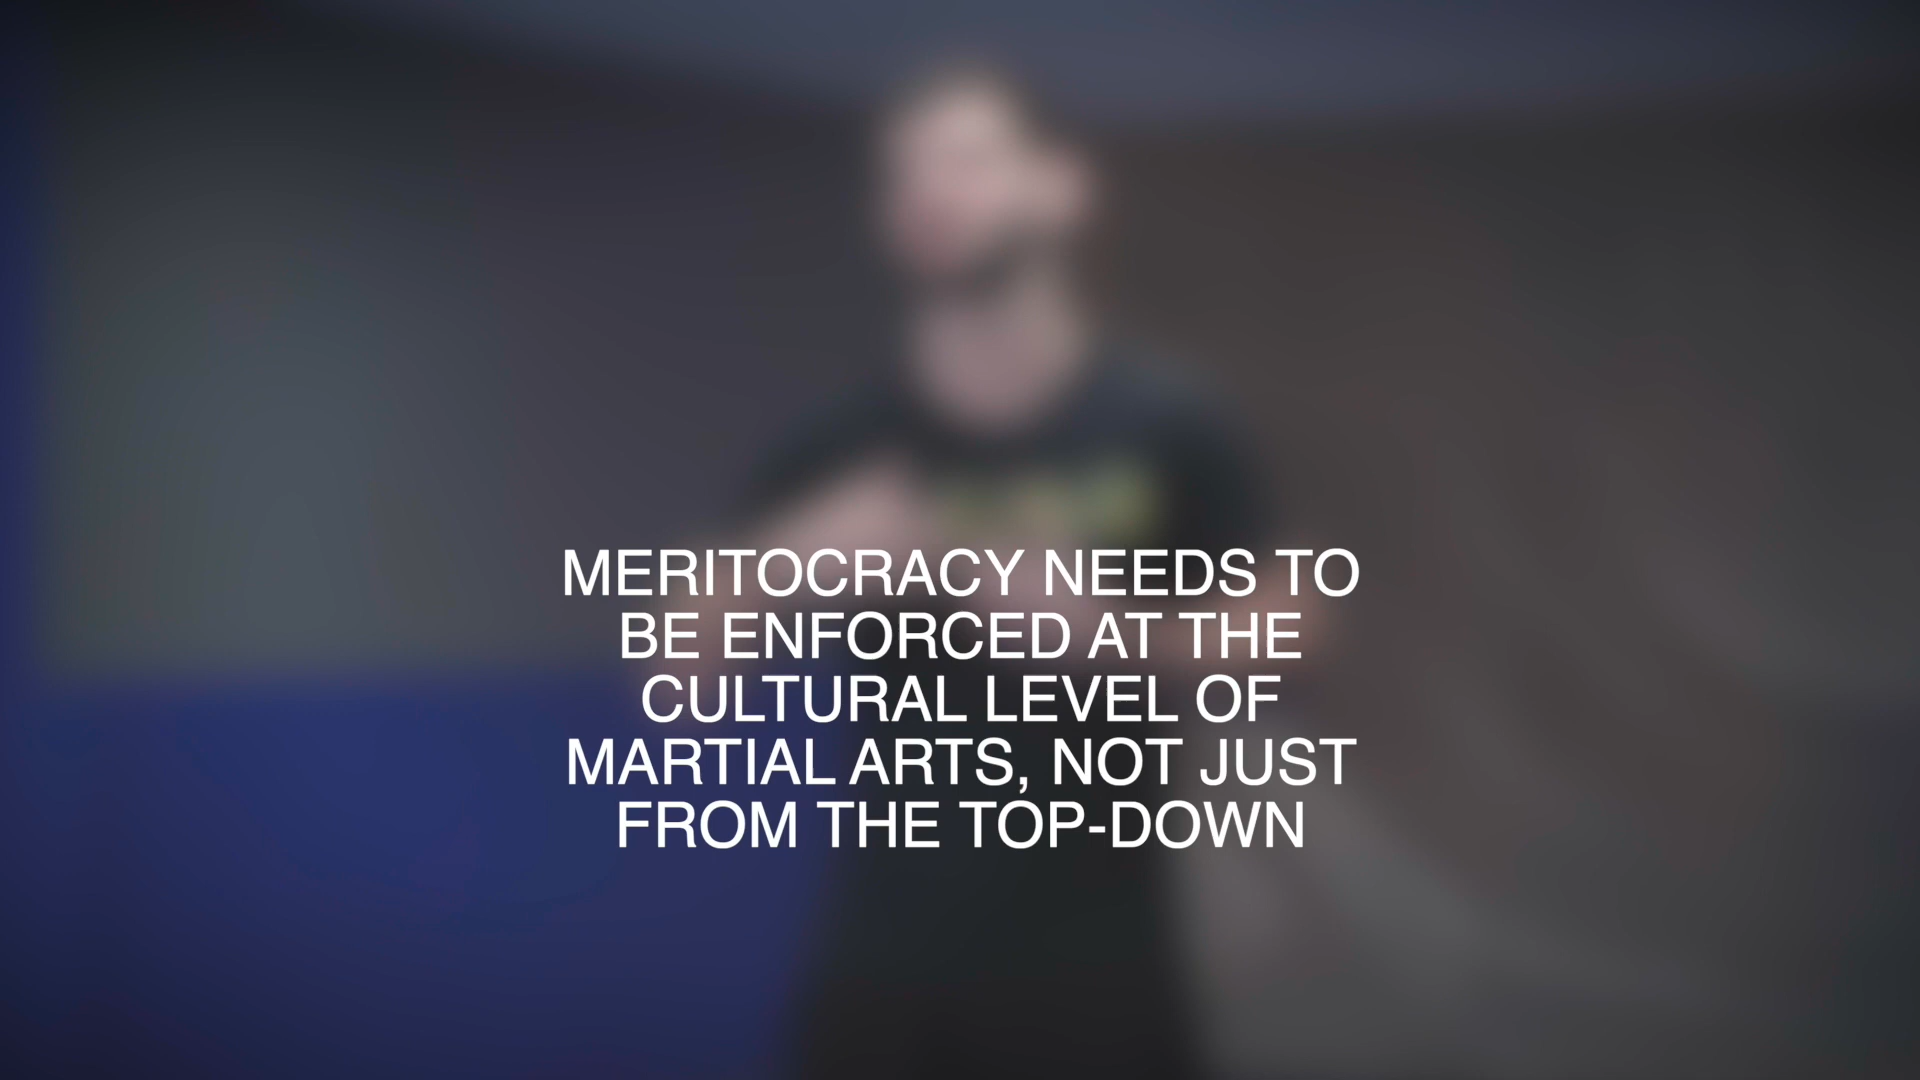 MERITOCRACY NEEDS TO
BE ENFORCED AT THE
CULTURAL LEVEL OF
MARTIAL ARTS, NOT JUST
FROM THE TOP-DOWN